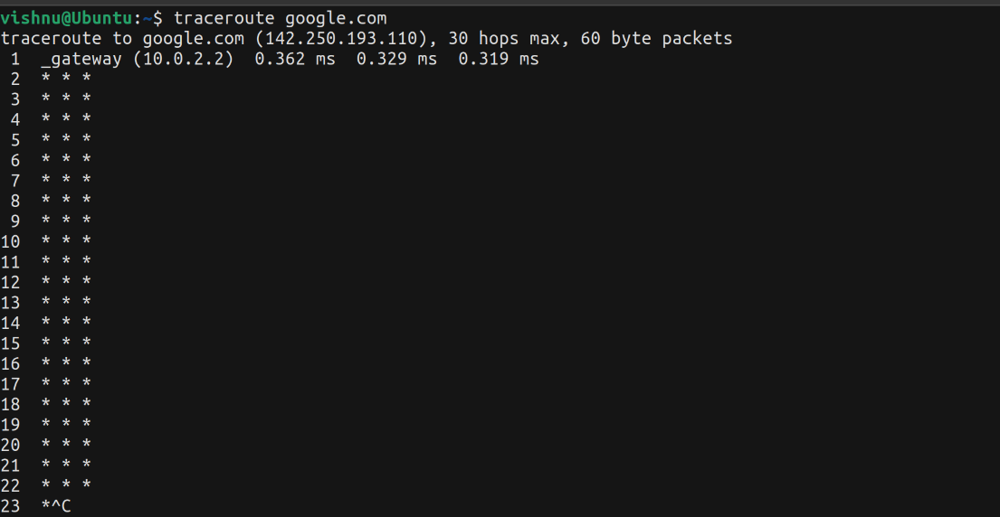 vishnu@Ubuntu:~$ traceroute google.com
traceroute to google.com (142.250.193.110), 30 hops max, 60 byte packets
 1  _gateway (10.0.2.2)  0.362 ms  0.329 ms  0.319 ms
 2  * * *
 3  * * *
 4  * * *
 5  * * *
 6  * * *
 7  * * *
 8  * * *
 9  * * *
10  * * *
11  * * *
12  * * *
13  * * *
14  * * *
15  * * *
16  * * *
17  * * *
18  * * *
19  * * *
20  * * *
21  * * *
22  * * *
23  *^C